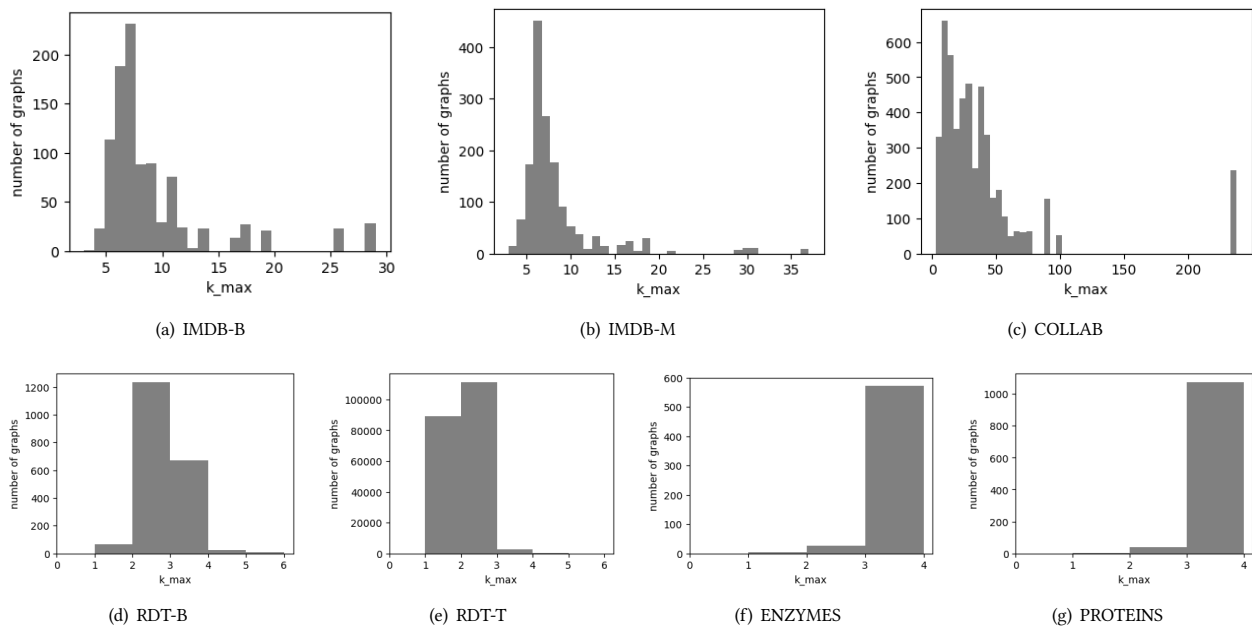 number of graphs
200
150
100
50
0
5 10 15 20 25 30
k_max
(a) IMDB-B
number of graphs
400
300
200
100
0
5 10 15 20 25 30 35
k_max
(b) IMDB-M
number of graphs
600
500
400
300
200
100
0
0 50 100 150 200
k_max
(c) COLLAB
number of graphs
1200
1000
800
600
400
200
0
0 1 2 3 4 5 6
k_max
(d) RDT-B
number of graphs
100000
80000
60000
40000
20000
0
0 1 2 3 4 5 6
k_max
(e) RDT-T
number of graphs
600
500
400
300
200
100
0
0 1 2 3 4
k_max
(f) ENZYMES
number of graphs
1000
800
600
400
200
0
0 1 2 3 4
k_max
(g) PROTEINS